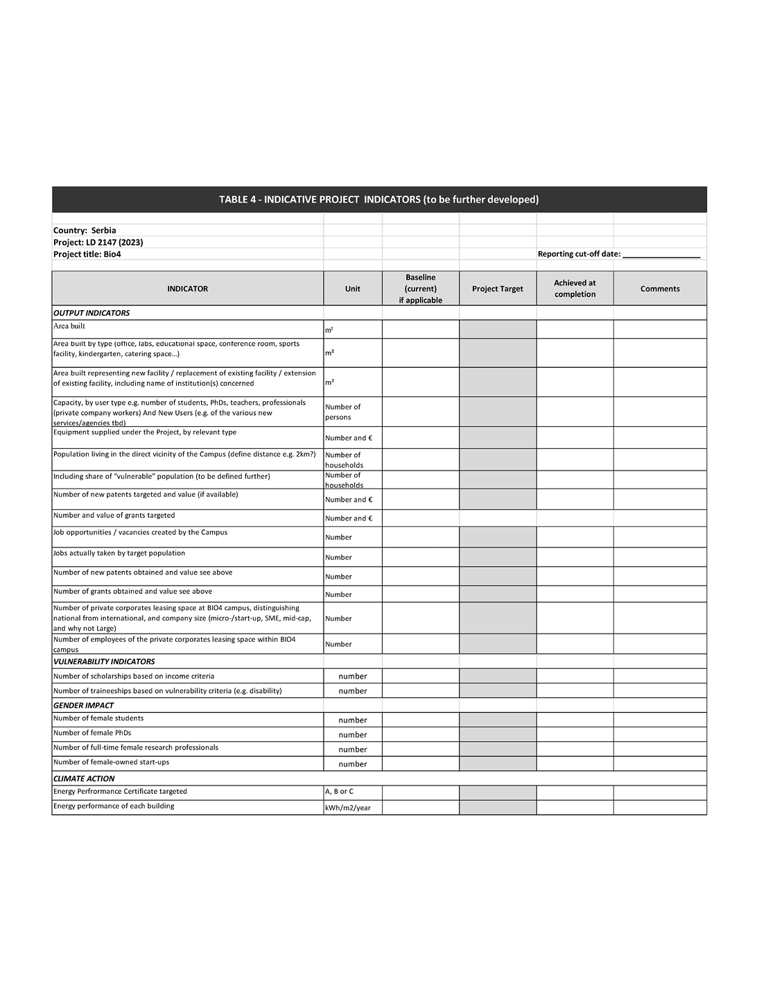 TABLE 4 - INDICATIVE PROJECT INDICATORS (to be further developed)
Country: Serbia
Project: LD 2147 (2023)
Project title: Bio4
Reporting cut-off date: ___________________
INDICATOR
Unit
Baseline
(current)
if applicable
Project Target
Achieved at
completion
Comments
OUTPUT INDICATORS
Area built
m²
Area built by type (office, labs, educational space, conference room, sports
facility, kindergarten, catering space...)
m²
Area built representing new facility / replacement of existing facility / extension
of existing facility, including name of institution(s) concerned
m²
Capacity, by user type e.g. number of students, PhDs, teachers, professionals
(private company workers) And New Users (e.g. of the various new
services/agencies tbd)
Number of
persons
Equipment supplied under the Project, by relevant type
Number and €
Population living in the direct vicinity of the Campus (define distance e.g. 2km?)
Number of
households
Including share of “vulnerable” population (to be defined further)
Number of
households
Number of new patents targeted and value (if available)
Number and €
Number and value of grants targeted
Number and €
Job opportunities / vacancies created by the Campus
Number
Jobs actually taken by target population
Number
Number of new patents obtained and value see above
Number
Number of grants obtained and value see above
Number
Number of private corporates leasing space at BIO4 campus, distinguishing
national from international, and company size (micro-/start-up, SME, mid-cap,
and why not Large)
Number
Number of employees of the private corporates leasing space within BIO4
campus
Number
VULNERABILITY INDICATORS
Number of scholarships based on income criteria
number
Number of traineeships based on vulnerability criteria (e.g. disability)
number
GENDER IMPACT
Number of female students
number
Number of female PhDs
number
Number of full-time female research professionals
number
Number of female-owned start-ups
number
CLIMATE ACTION
Energy Perfrormance Certificate targeted
A, B or C
Energy performance of each building
kWh/m2/year